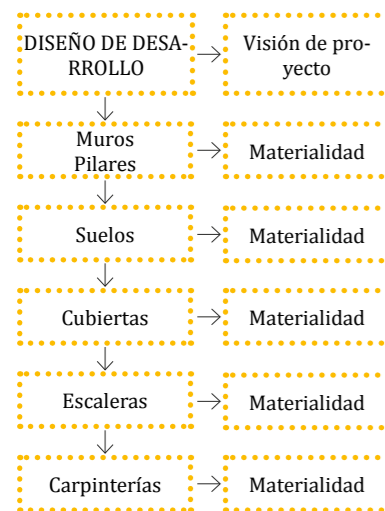 DISEÑO DE DESA-
RROLLO
Visión de pro-
yecto
Muros
Pilares
Materialidad
Suelos
Materialidad
Cubiertas
Materialidad
Escaleras
Materialidad
Carpinterías
Materialidad